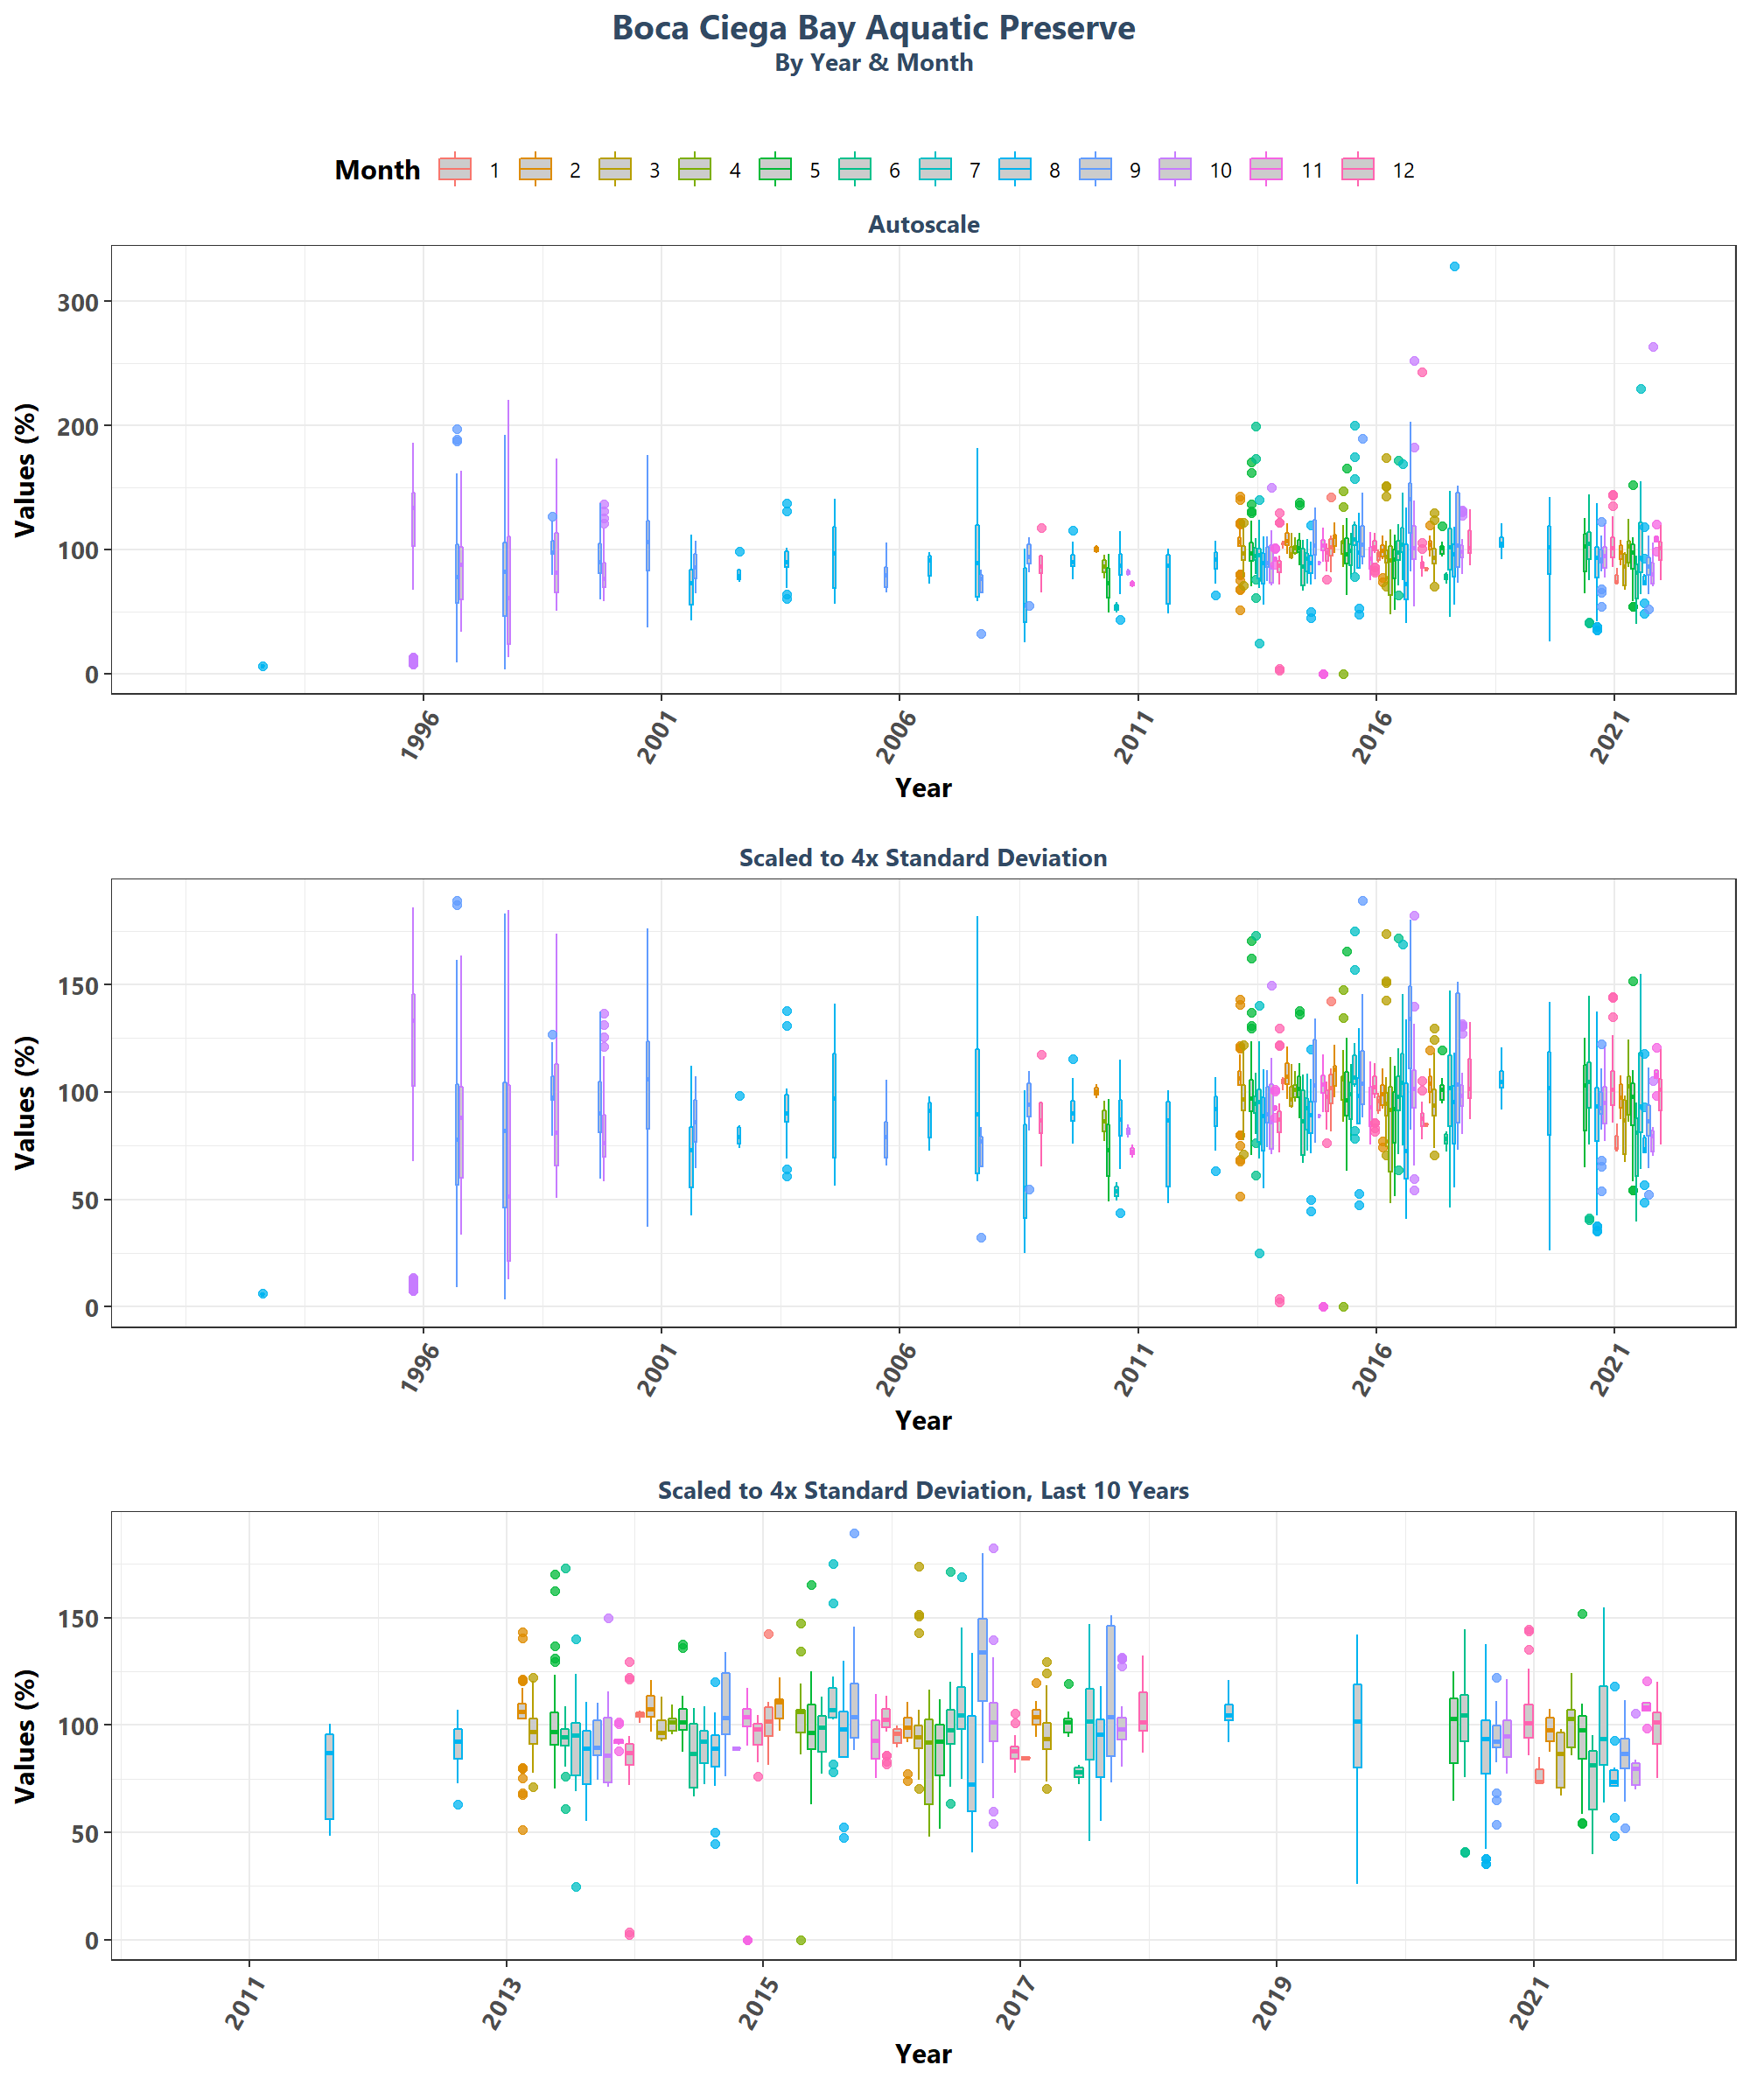 Boca Ciega Bay Aquatic Preserve
By Year & Month
Month 1 2 3 4 5 6 7 8 9 10 11 12
Autoscale
Values (%)
300
200
100
0
1996 2001 2006 2011 2016 2021
Year
Scaled to 4x Standard Deviation
Values (%)
150
100
50
0
1996 2001 2006 2011 2016 2021
Year
Scaled to 4x Standard Deviation, Last 10 Years
Values (%)
150
100
50
0
2011 2013 2015 2017 2019 2021
Year